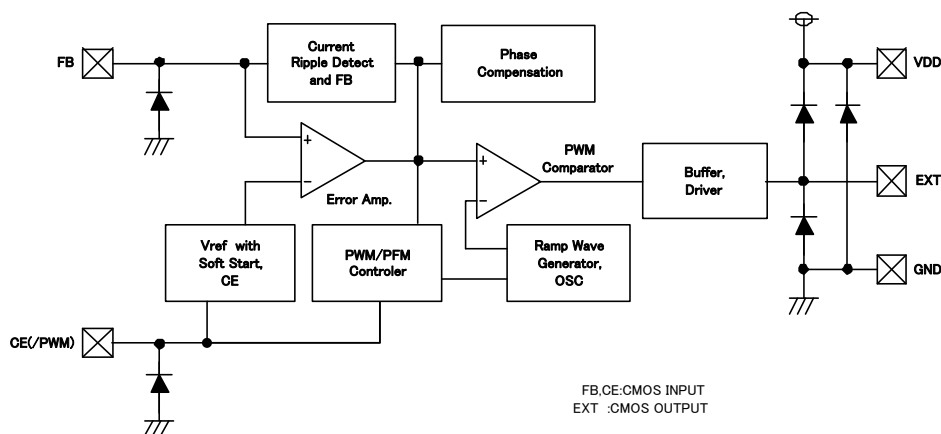 FB
Current
Ripple Detect
and FB
Phase
Compensation
VDD
+
-
Error Amp.
+
-
PWM
Comparator
Buffer,
Driver
EXT
Vref with
Soft Start,
CE
PWM/PFM
Controler
Ramp Wave
Generator,
OSC
GND
CE(/PWM)
FB,CE:CMOS INPUT
EXT :CMOS OUTPUT